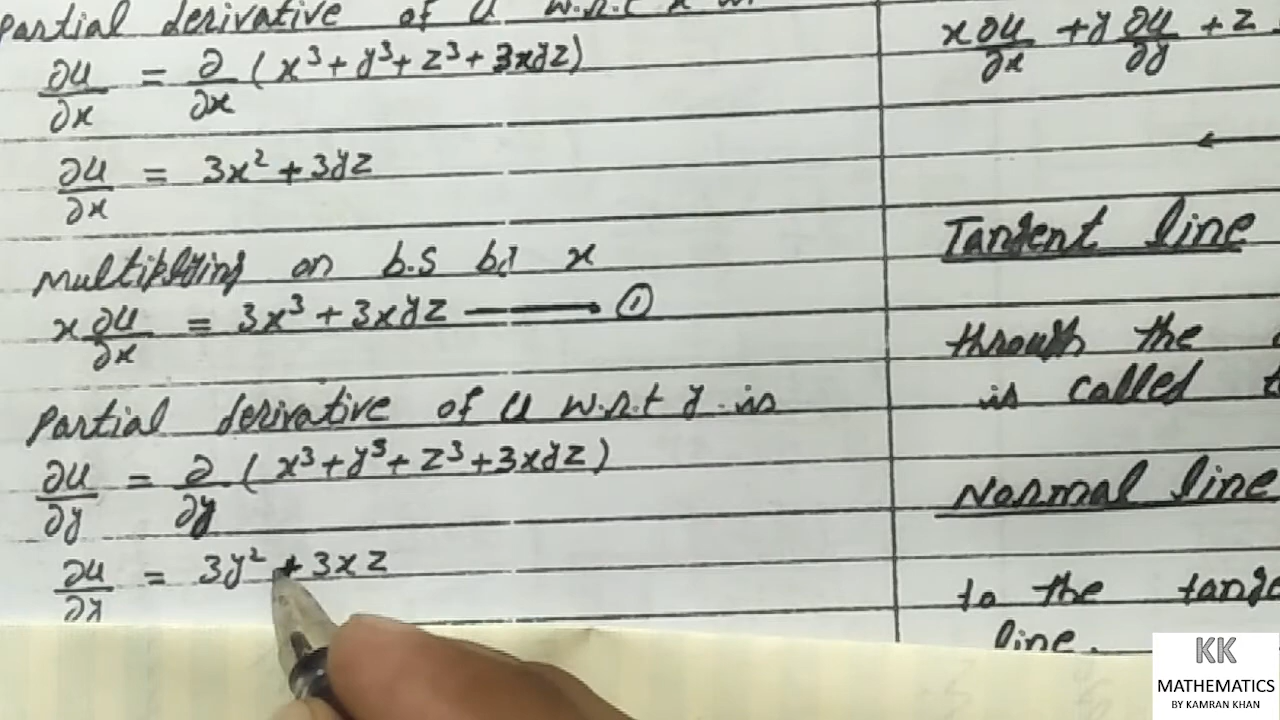 Partial derivative of u w.r.t x is
∂u/∂x = ∂/∂x (x³+y³+z³+3xyz)
∂u/∂x = 3x²+3yz
Multiplying on b.s by x
x ∂u/∂x = 3x³+3xyz ①
Partial derivative of u w.r.t y is
∂u/∂y = ∂/∂y (x³+y³+z³+3xyz)
∂u/∂y = 3y²+3xz
x ∂u/∂x + y ∂u/∂y + z
Tangent line
through the
is called
Normal line
to the
line.
KK
MATHEMATICS
BY KAMRAN KHAN